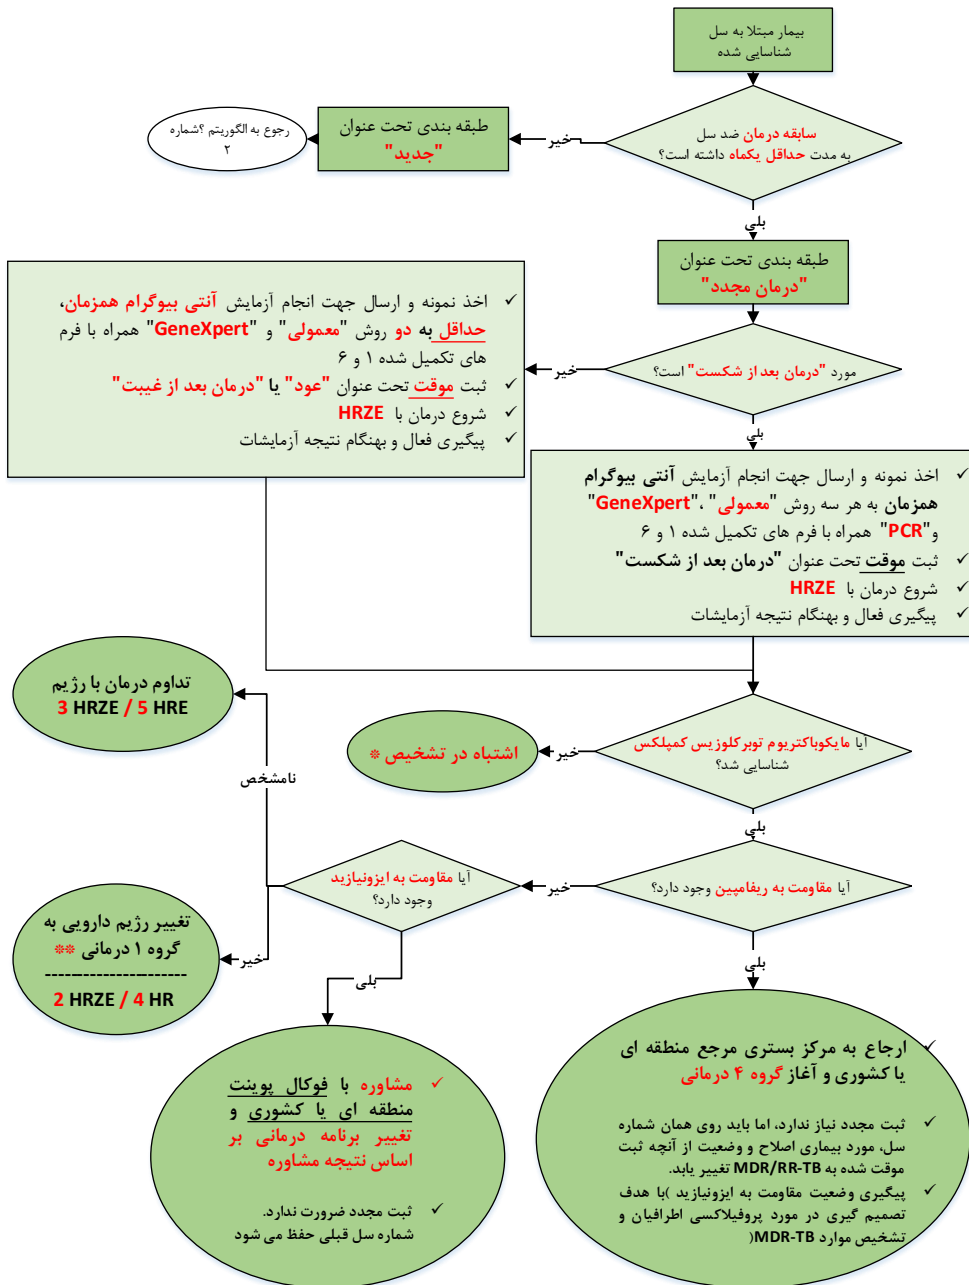 بیمار مبتلا به سل
شناسایی شده
سابقه درمان ضد سل
به مدت حداقل یکماه داشته است؟
خیر
طبقه بندی تحت عنوان
"جدید"
رجوع به الگوریتم ؟شماره
۲
بلی
طبقه بندی تحت عنوان
"درمان مجدد"
مورد "درمان بعد از شکست" است؟
خیر
✓ اخذ نمونه و ارسال جهت انجام آزمایش آنتی بیوگرام همزمان،
حداقل به دو روش "معمولی" و "GeneXpert" همراه با فرم
های تکمیل شده ۱ و ۶
✓ ثبت موقت تحت عنوان "عود" یا "درمان بعد از غیبت"
✓ شروع درمان با HRZE
✓ پیگیری فعال و بهنگام نتیجه آزمایشات
بلی
✓ اخذ نمونه و ارسال جهت انجام آزمایش آنتی بیوگرام
همزمان به هر سه روش "معمولی" ،"GeneXpert"
و"PCR" همراه با فرم های تکمیل شده ۱ و ۶
✓ ثبت موقت تحت عنوان "درمان بعد از شکست"
✓ شروع درمان با HRZE
✓ پیگیری فعال و بهنگام نتیجه آزمایشات
آیا مایکوباکتریوم توبرکلوزیس کمپلکس
شناسایی شد؟
خیر
اشتباه در تشخیص *
بلی
آیا مقاومت به ریفامپین وجود دارد؟
خیر
آیا مقاومت به ایزونیازید
وجود دارد؟
نامشخص
تداوم درمان با رژیم
3 HRZE / 5 HRE
خیر
تغییر رژیم دارویی به
گروه ۱ درمانی **
----------------------
2 HRZE / 4 HR
بلی
✓ مشاوره با فوکال پوینت
منطقه ای یا کشوری و
تغییر برنامه درمانی بر
اساس نتیجه مشاوره
✓ ثبت مجدد ضرورت ندارد.
شماره سل قبلی حفظ می شود
بلی
✓ ارجاع به مرکز بستری مرجع منطقه ای
یا کشوری و آغاز گروه ۴ درمانی
✓ ثبت مجدد نیاز ندارد، اما باید روی همان شماره
سل، مورد بیماری اصلاح و وضعیت از آنچه ثبت
موقت شده به MDR/RR-TB تغییر یابد.
✓ پیگیری وضعیت مقاومت به ایزونیازید )با هدف
تصمیم گیری در مورد پروفیلاکسی اطرافیان و
تشخیص موارد MDR-TB(